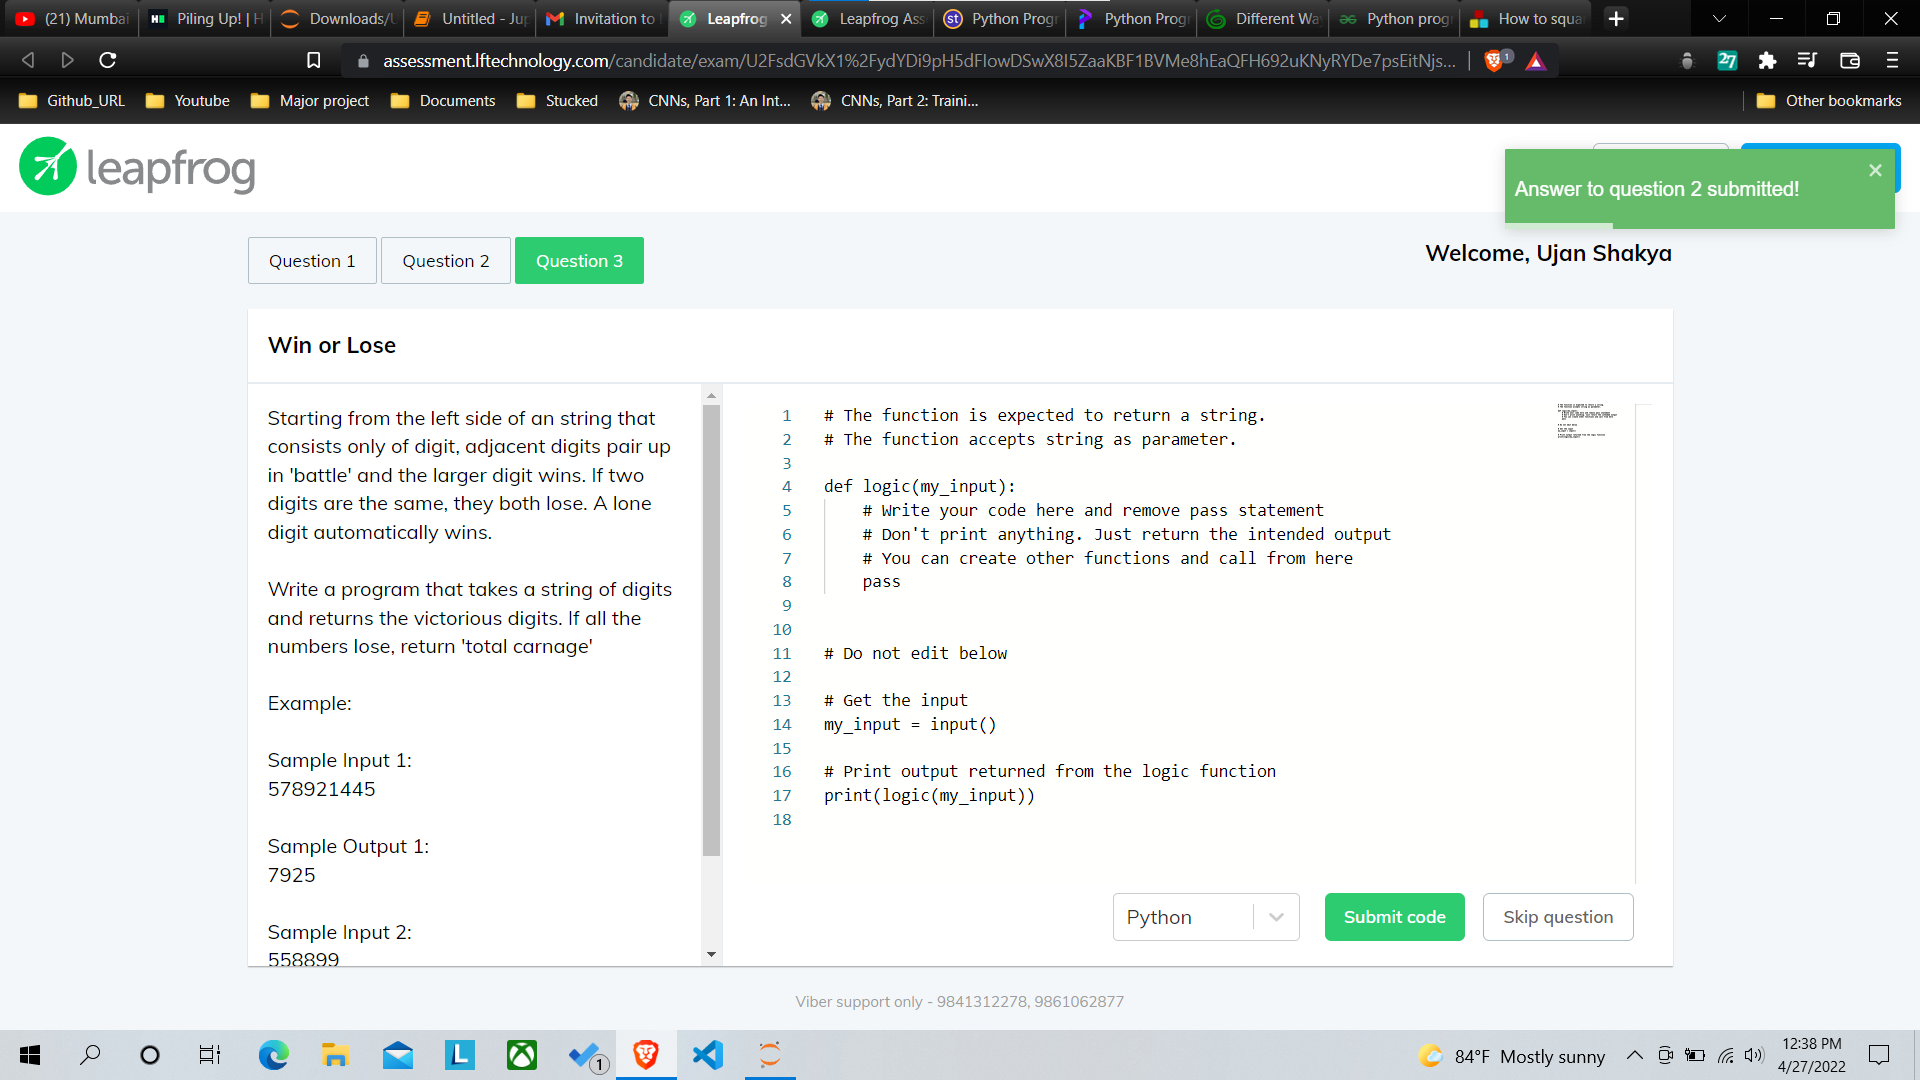 (21) Mumbai
Piling Up! | H
Downloads/U
Untitled - Jup
Invitation to
Leapfrog
Leapfrog Ass
Python Progr
Python Progr
Different Wa
Python prog
How to squa
assessment.lftechnology.com/candidate/exam/U2FsdGVkX1%2FydYDi9pH5dFIowDSwX8I5ZaaKBF1BVMe8hEaQFH692uKNyRYDe7psEitNjs...
1
27
Github_URL
Youtube
Major project
Documents
Stucked
CNNs, Part 1: An Int...
CNNs, Part 2: Traini...
Other bookmarks
leapfrog
Answer to question 2 submitted!
Question 1
Question 2
Question 3
Welcome, Ujan Shakya
Win or Lose
Starting from the left side of an string that
consists only of digit, adjacent digits pair up
in 'battle' and the larger digit wins. If two
digits are the same, they both lose. A lone
digit automatically wins.
Write a program that takes a string of digits
and returns the victorious digits. If all the
numbers lose, return 'total carnage'
Example:
Sample Input 1:
578921445
Sample Output 1:
7925
Sample Input 2:
558899
1 # The function is expected to return a string.
2 # The function accepts string as parameter.
3
4 def logic(my_input):
5 # Write your code here and remove pass statement
6 # Don't print anything. Just return the intended output
7 # You can create other functions and call from here
8 pass
9
10
11 # Do not edit below
12
13 # Get the input
14 my_input = input()
15
16 # Print output returned from the logic function
17 print(logic(my_input))
18
Python
Submit code
Skip question
Viber support only - 9841312278, 9861062877
L
1
84°F Mostly sunny
12:38 PM
4/27/2022